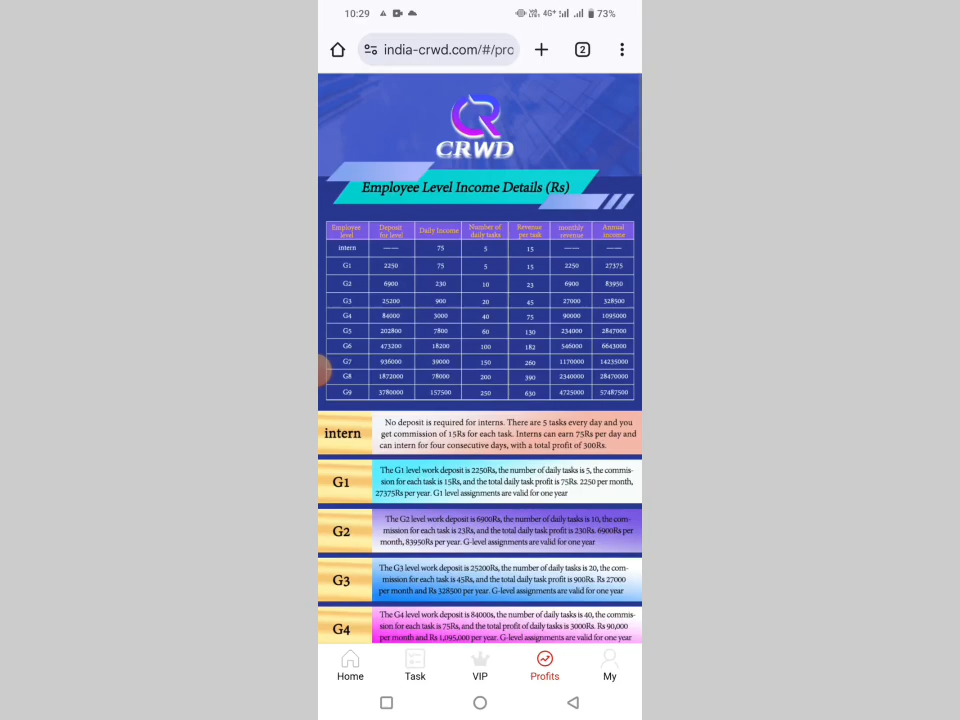 10:29 4G+ 73%
india-crwd.com/#/pro
2
CRWD
Employee Level Income Details (Rs)
Employee level Deposit for level Daily Income Number of daily tasks Revenue per task monthly revenue Annual income
intern —— 75 5 15 —— ——
G1 2250 75 5 15 2250 27375
G2 6900 230 10 23 6900 83950
G3 25200 900 20 45 27000 328500
G4 84000 3000 40 75 90000 1095000
G5 202800 7800 60 130 234000 2847000
G6 473200 18200 100 182 546000 6643000
G7 936000 39000 150 260 1170000 14235000
G8 1872000 78000 200 390 2340000 28470000
G9 3780000 157500 250 630 4725000 57487500
intern
No deposit is required for interns. There are 5 tasks every day and you
get commission of 15Rs for each task. Interns can earn 75Rs per day and
can intern for four consecutive days, with a total profit of 300Rs.
G1
The G1 level work deposit is 2250Rs, the number of daily tasks is 5, the commis-
sion for each task is 15Rs, and the total daily task profit is 75Rs. 2250 per month,
27375Rs per year. G1 level assignments are valid for one year
G2
The G2 level work deposit is 6900Rs, the number of daily tasks is 10, the com-
mission for each task is 23Rs, and the total daily task profit is 230Rs. 6900Rs per
month, 83950Rs per year. G-level assignments are valid for one year
G3
The G3 level work deposit is 25200Rs, the number of daily tasks is 20, the com-
mission for each task is 45Rs, and the total daily task profit is 900Rs. Rs 27000
per month and Rs 328500 per year. G-level assignments are valid for one year
G4
The G4 level work deposit is 84000s, the number of daily tasks is 40, the commis-
sion for each task is 75Rs, and the total profit of daily tasks is 3000Rs. Rs 90,000
per month and Rs 1,095,000 per year. G-level assignments are valid for one year
Home Task VIP Profits My